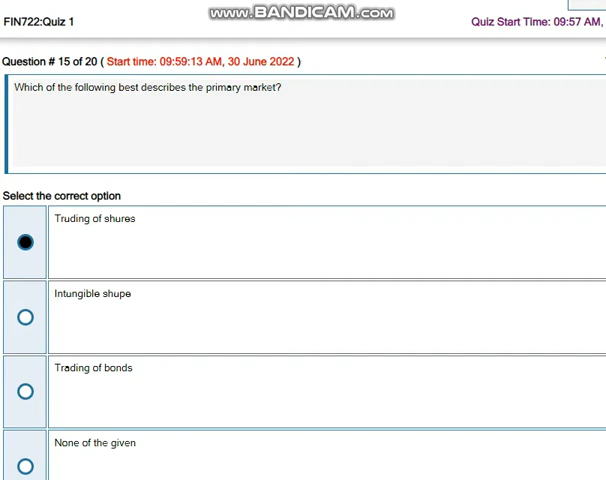 www.BANDICAM.com
FIN722:Quiz 1
Quiz Start Time: 09:57 AM,
Question # 15 of 20 ( Start time: 09:59:13 AM, 30 June 2022 )
Which of the following best describes the primary market?
Select the correct option
Truding of shures
Intungible shupe
Trading of bonds
None of the given